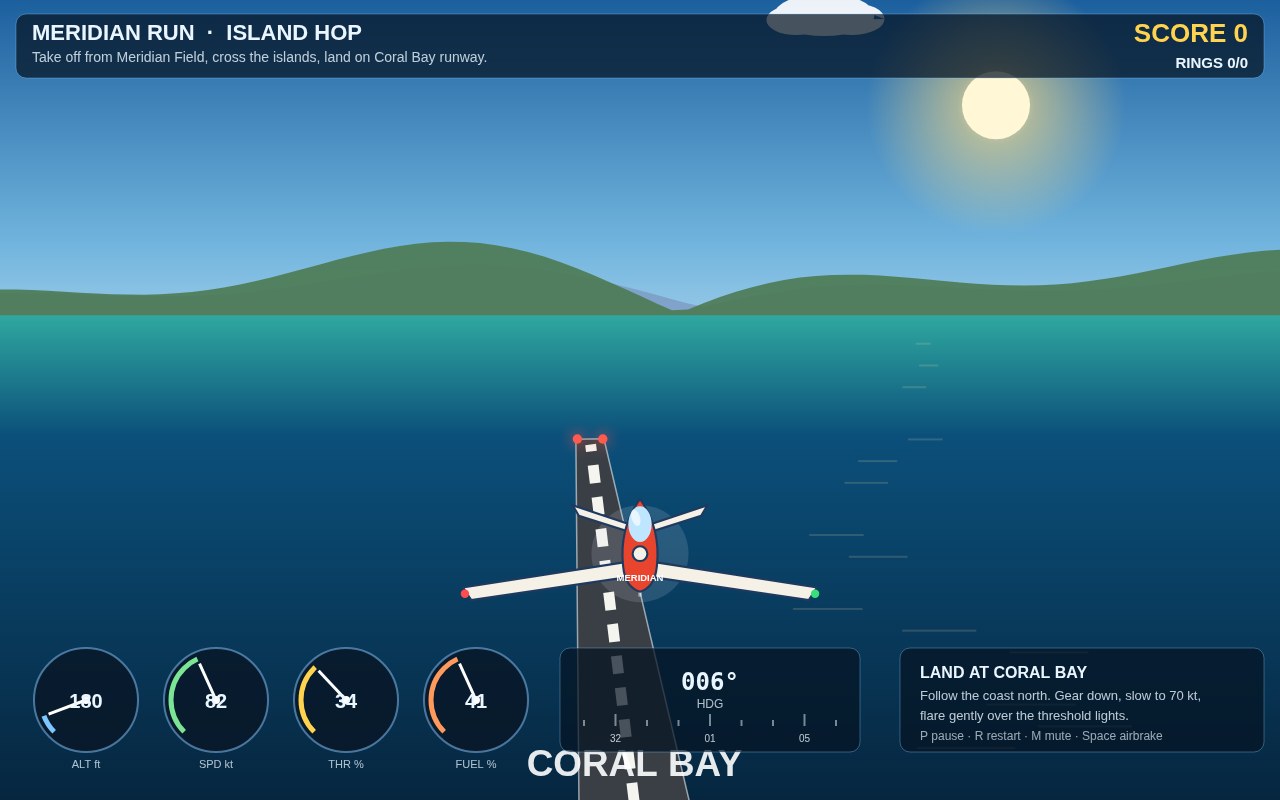 MERIDIAN RUN · ISLAND HOP
Take off from Meridian Field, cross the islands, land on Coral Bay runway.
SCORE 0
RINGS 0/0
MERIDIAN
180
ALT ft
82
SPD kt
34
THR %
41
FUEL %
006°
HDG
32 01 05
LAND AT CORAL BAY
Follow the coast north. Gear down, slow to 70 kt,
flare gently over the threshold lights.
P pause · R restart · M mute · Space airbrake
CORAL BAY